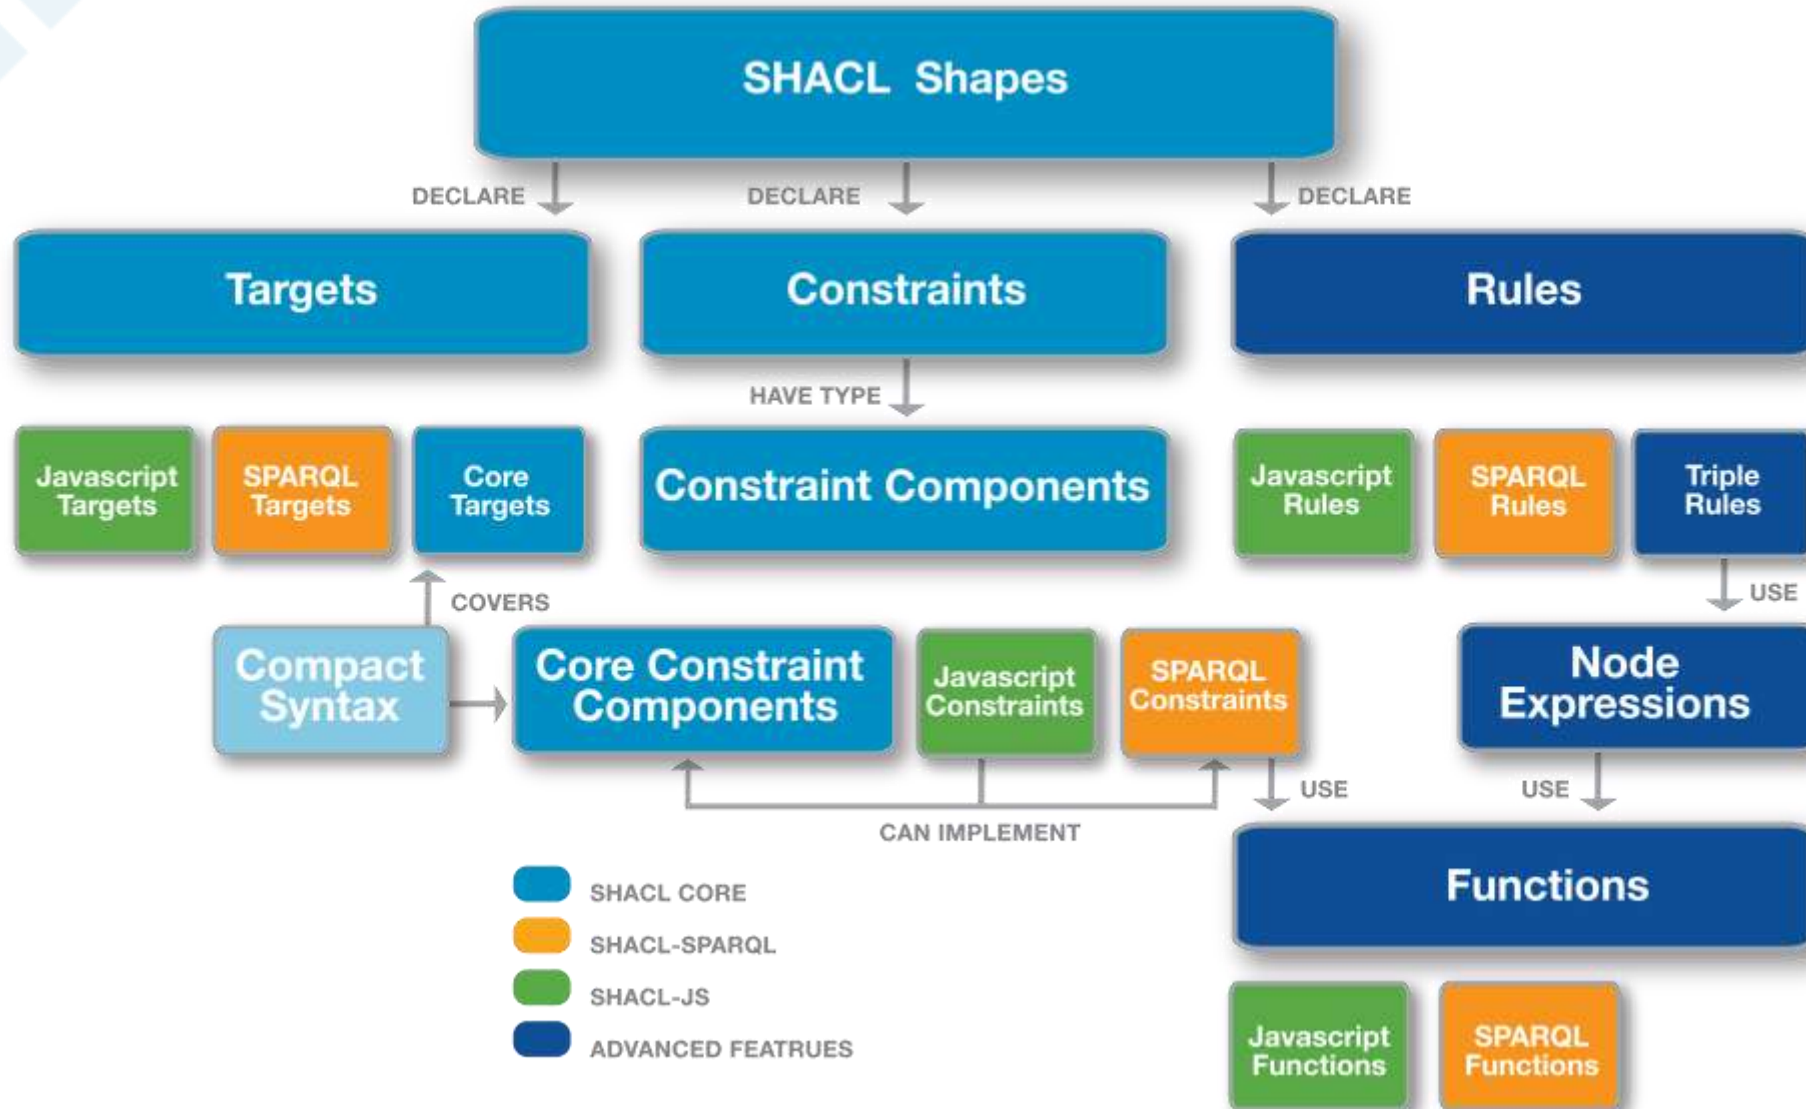 SHACL Shapes
DECLARE
DECLARE
DECLARE
Targets
Constraints
Rules
HAVE TYPE
Javascript
Targets
SPARQL
Targets
Core
Targets
Constraint Components
Javascript
Rules
SPARQL
Rules
Triple
Rules
COVERS
USE
Compact
Syntax
Core Constraint
Components
Javascript
Constraints
SPARQL
Constraints
Node
Expressions
USE
USE
CAN IMPLEMENT
Functions
SHACL CORE
SHACL-SPARQL
SHACL-JS
ADVANCED FEATRUES
Javascript
Functions
SPARQL
Functions